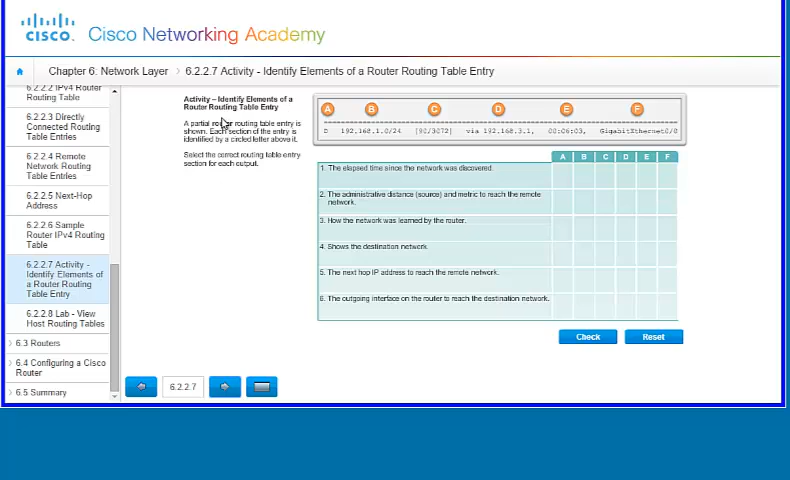 CISCO
Cisco Networking Academy
Chapter 6: Network Layer
6.2.2.7 Activity - Identify Elements of a Router Routing Table Entry
6.2.2.2 IPv4 Router
Routing Table
6.2.2.3 Directly
Connected Routing
Table Entries
6.2.2.4 Remote
Network Routing
Table Entries
6.2.2.5 Next-Hop
Address
6.2.2.6 Sample
Router IPv4 Routing
Table
6.2.2.7 Activity -
Identify Elements of
a Router Routing
Table Entry
6.2.2.8 Lab - View
Host Routing Tables
6.3 Routers
6.4 Configuring a Cisco
Router
6.5 Summary
Activity – Identify Elements of a
Router Routing Table Entry
A partial router routing table entry is
shown. Each section of the entry is
identified by a circled letter above it.
Select the correct routing table entry
section for each output.
A B C D E F
D 192.168.1.0/24 [90/3072] via 192.168.3.1, 00:06:03, GigabitEthernet0/0
A B C D E F
1. The elapsed time since the network was discovered.
2. The administrative distance (source) and metric to reach the remote
network.
3. How the network was learned by the router.
4. Shows the destination network.
5. The next hop IP address to reach the remote network.
6. The outgoing interface on the router to reach the destination network.
Check
Reset
6.2.2.7